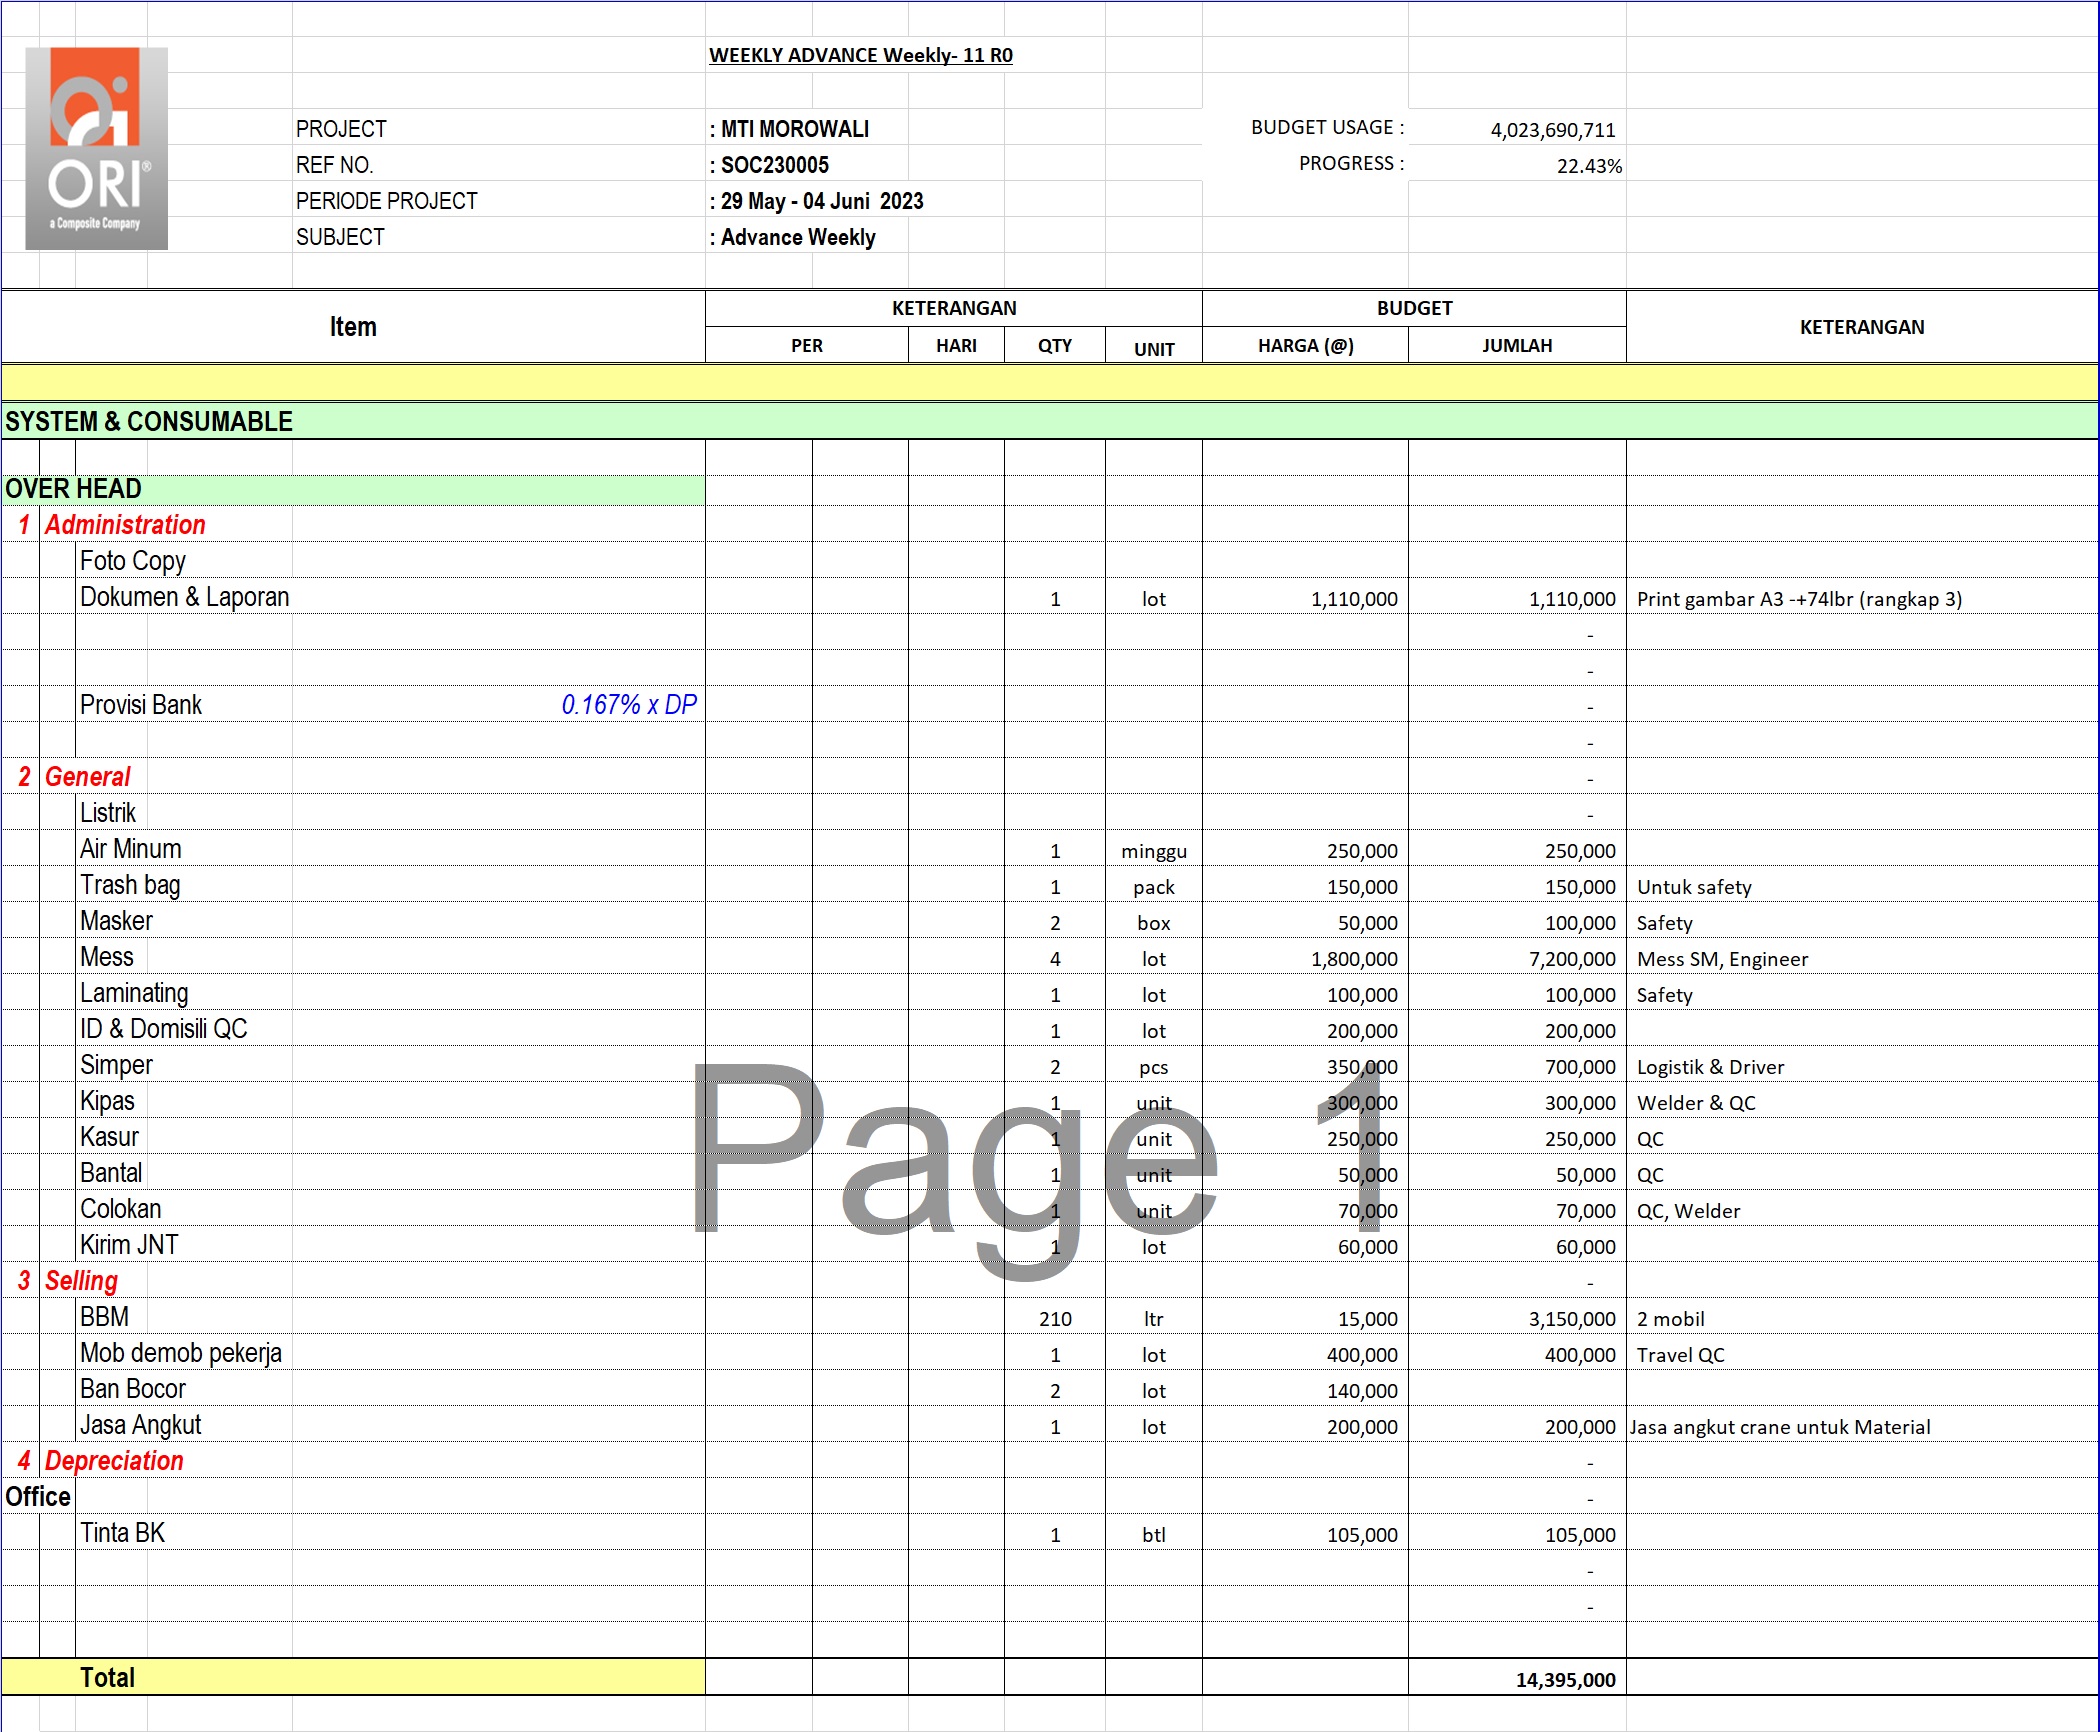 WEEKLY ADVANCE Weekly- 11 R0
ORI®
a Composite Company
PROJECT : MTI MOROWALI BUDGET USAGE : 4,023,690,711
REF NO. : SOC230005 PROGRESS : 22.43%
PERIODE PROJECT : 29 May - 04 Juni 2023
SUBJECT : Advance Weekly
Item KETERANGAN BUDGET KETERANGAN
PER HARI QTY UNIT HARGA (@) JUMLAH
SYSTEM & CONSUMABLE
OVER HEAD
1 Administration
Foto Copy
Dokumen & Laporan 1 lot 1,110,000 1,110,000 Print gambar A3 -+74lbr (rangkap 3)
-
-
Provisi Bank 0.167% x DP -
-
2 General -
Listrik -
Air Minum 1 minggu 250,000 250,000
Trash bag 1 pack 150,000 150,000 Untuk safety
Masker 2 box 50,000 100,000 Safety
Mess 4 lot 1,800,000 7,200,000 Mess SM, Engineer
Laminating 1 lot 100,000 100,000 Safety
ID & Domisili QC 1 lot 200,000 200,000
Simper 2 pcs 350,000 700,000 Logistik & Driver
Kipas 1 unit 300,000 300,000 Welder & QC
Kasur 1 unit 250,000 250,000 QC
Bantal 1 unit 50,000 50,000 QC
Colokan 1 unit 70,000 70,000 QC, Welder
Kirim JNT 1 lot 60,000 60,000
Page 1
3 Selling -
BBM 210 ltr 15,000 3,150,000 2 mobil
Mob demob pekerja 1 lot 400,000 400,000 Travel QC
Ban Bocor 2 lot 140,000
Jasa Angkut 1 lot 200,000 200,000 Jasa angkut crane untuk Material
4 Depreciation -
Office -
Tinta BK 1 btl 105,000 105,000
-
-
Total 14,395,000